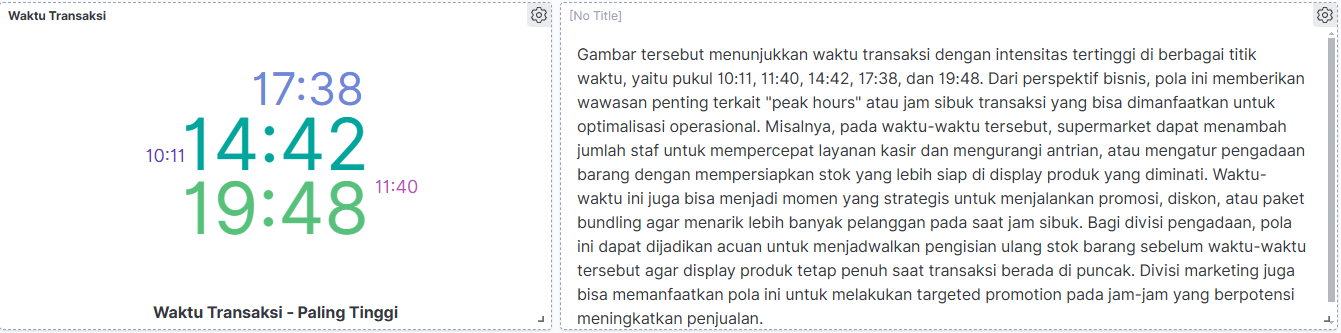 Waktu Transaksi
17:38
10:11 14:42
19:48 11:40
Waktu Transaksi - Paling Tinggi
[No Title]
Gambar tersebut menunjukkan waktu transaksi dengan intensitas tertinggi di berbagai titik
waktu, yaitu pukul 10:11, 11:40, 14:42, 17:38, dan 19:48. Dari perspektif bisnis, pola ini memberikan
wawasan penting terkait "peak hours" atau jam sibuk transaksi yang bisa dimanfaatkan untuk
optimalisasi operasional. Misalnya, pada waktu-waktu tersebut, supermarket dapat menambah
jumlah staf untuk mempercepat layanan kasir dan mengurangi antrian, atau mengatur pengadaan
barang dengan mempersiapkan stok yang lebih siap di display produk yang diminati. Waktu-
waktu ini juga bisa menjadi momen yang strategis untuk menjalankan promosi, diskon, atau paket
bundling agar menarik lebih banyak pelanggan pada saat jam sibuk. Bagi divisi pengadaan, pola
ini dapat dijadikan acuan untuk menjadwalkan pengisian ulang stok barang sebelum waktu-waktu
tersebut agar display produk tetap penuh saat transaksi berada di puncak. Divisi marketing juga
bisa memanfaatkan pola ini untuk melakukan targeted promotion pada jam-jam yang berpotensi
meningkatkan penjualan.